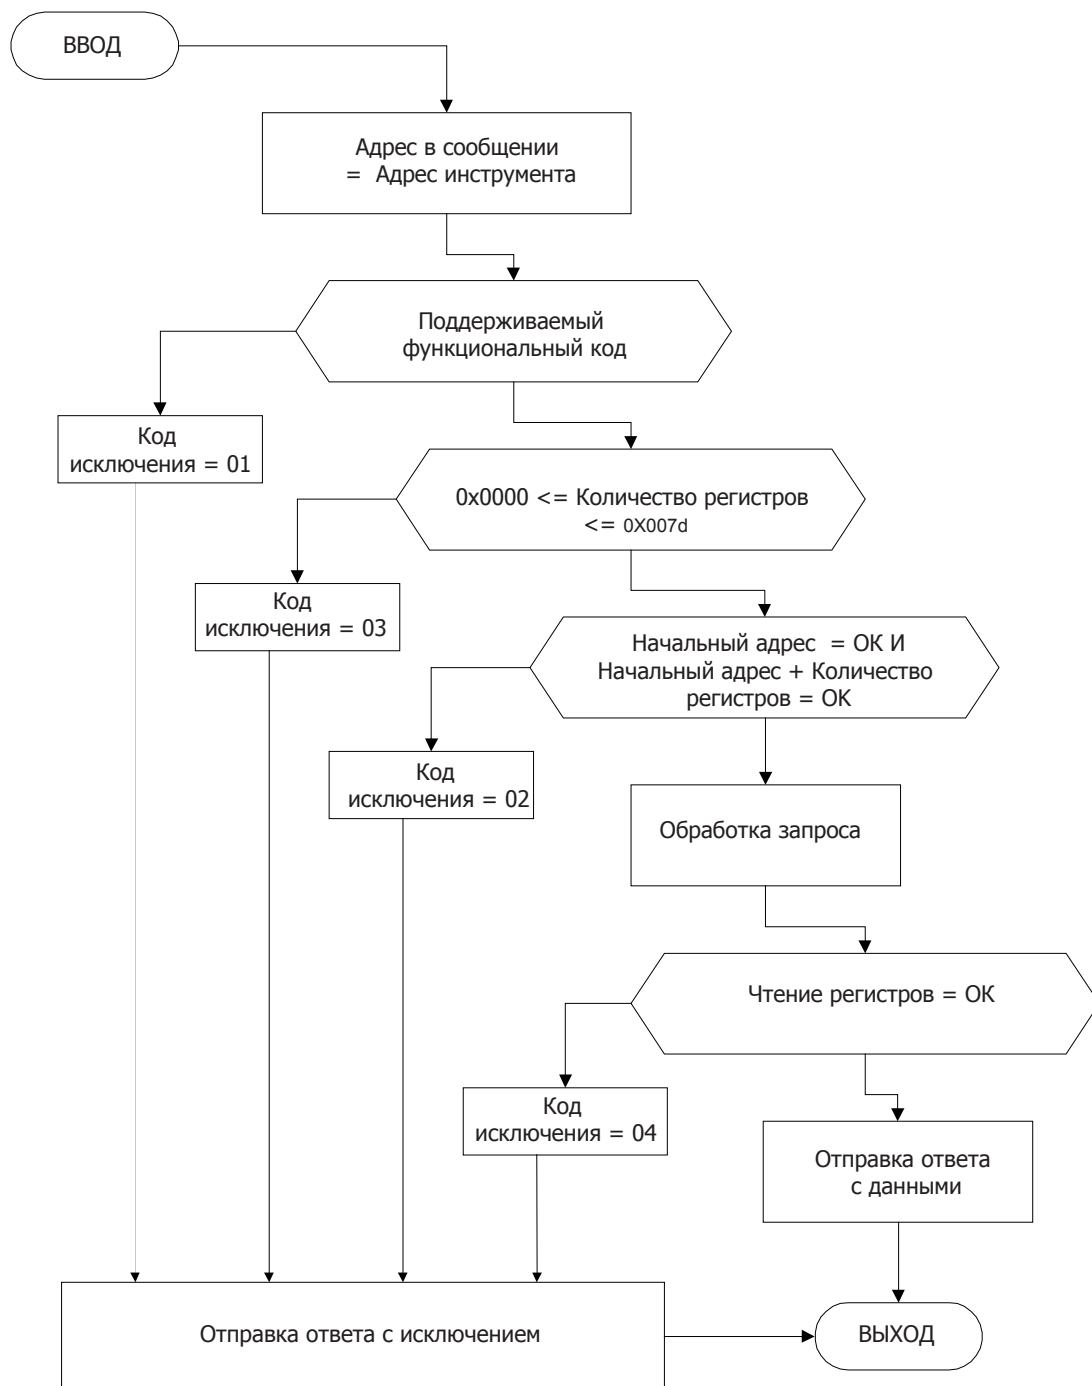 ВВОД
Адрес в сообщении
= Адрес инструмента
Поддерживаемый
функциональный код
Код
исключения = 01
0x0000 <= Количество регистров
<= 0X007d
Код
исключения = 03
Начальный адрес = ОК И
Начальный адрес + Количество
регистров = OK
Код
исключения = 02
Обработка запроса
Чтение регистров = ОК
Код
исключения = 04
Отправка ответа
с данными
Отправка ответа с исключением
ВЫХОД